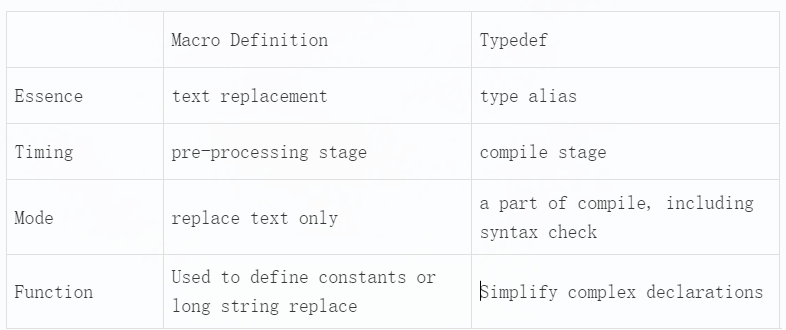 Macro Definition
Typedef
Essence
text replacement
type alias
Timing
pre-processing stage
compile stage
Mode
replace text only
a part of compile, including
syntax check
Function
Used to define constants or
long string replace
Simplify complex declarations